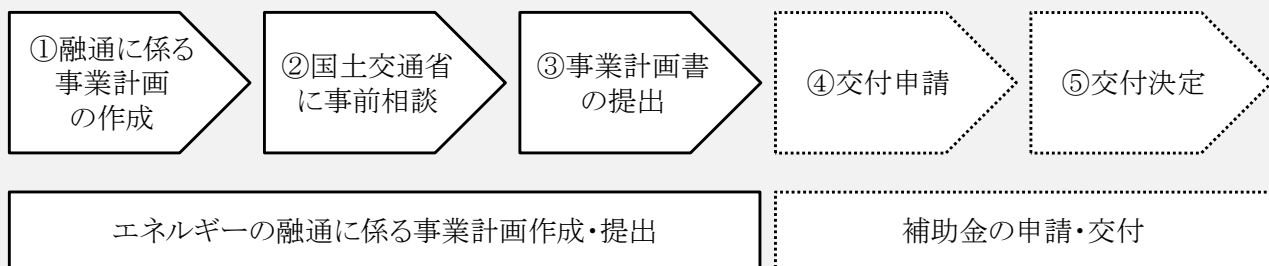 ①融通に係る
事業計画
の作成
②国土交通省
に事前相談
③事業計画書
の提出
④交付申請
⑤交付決定
エネルギーの融通に係る事業計画作成・提出
補助金の申請・交付